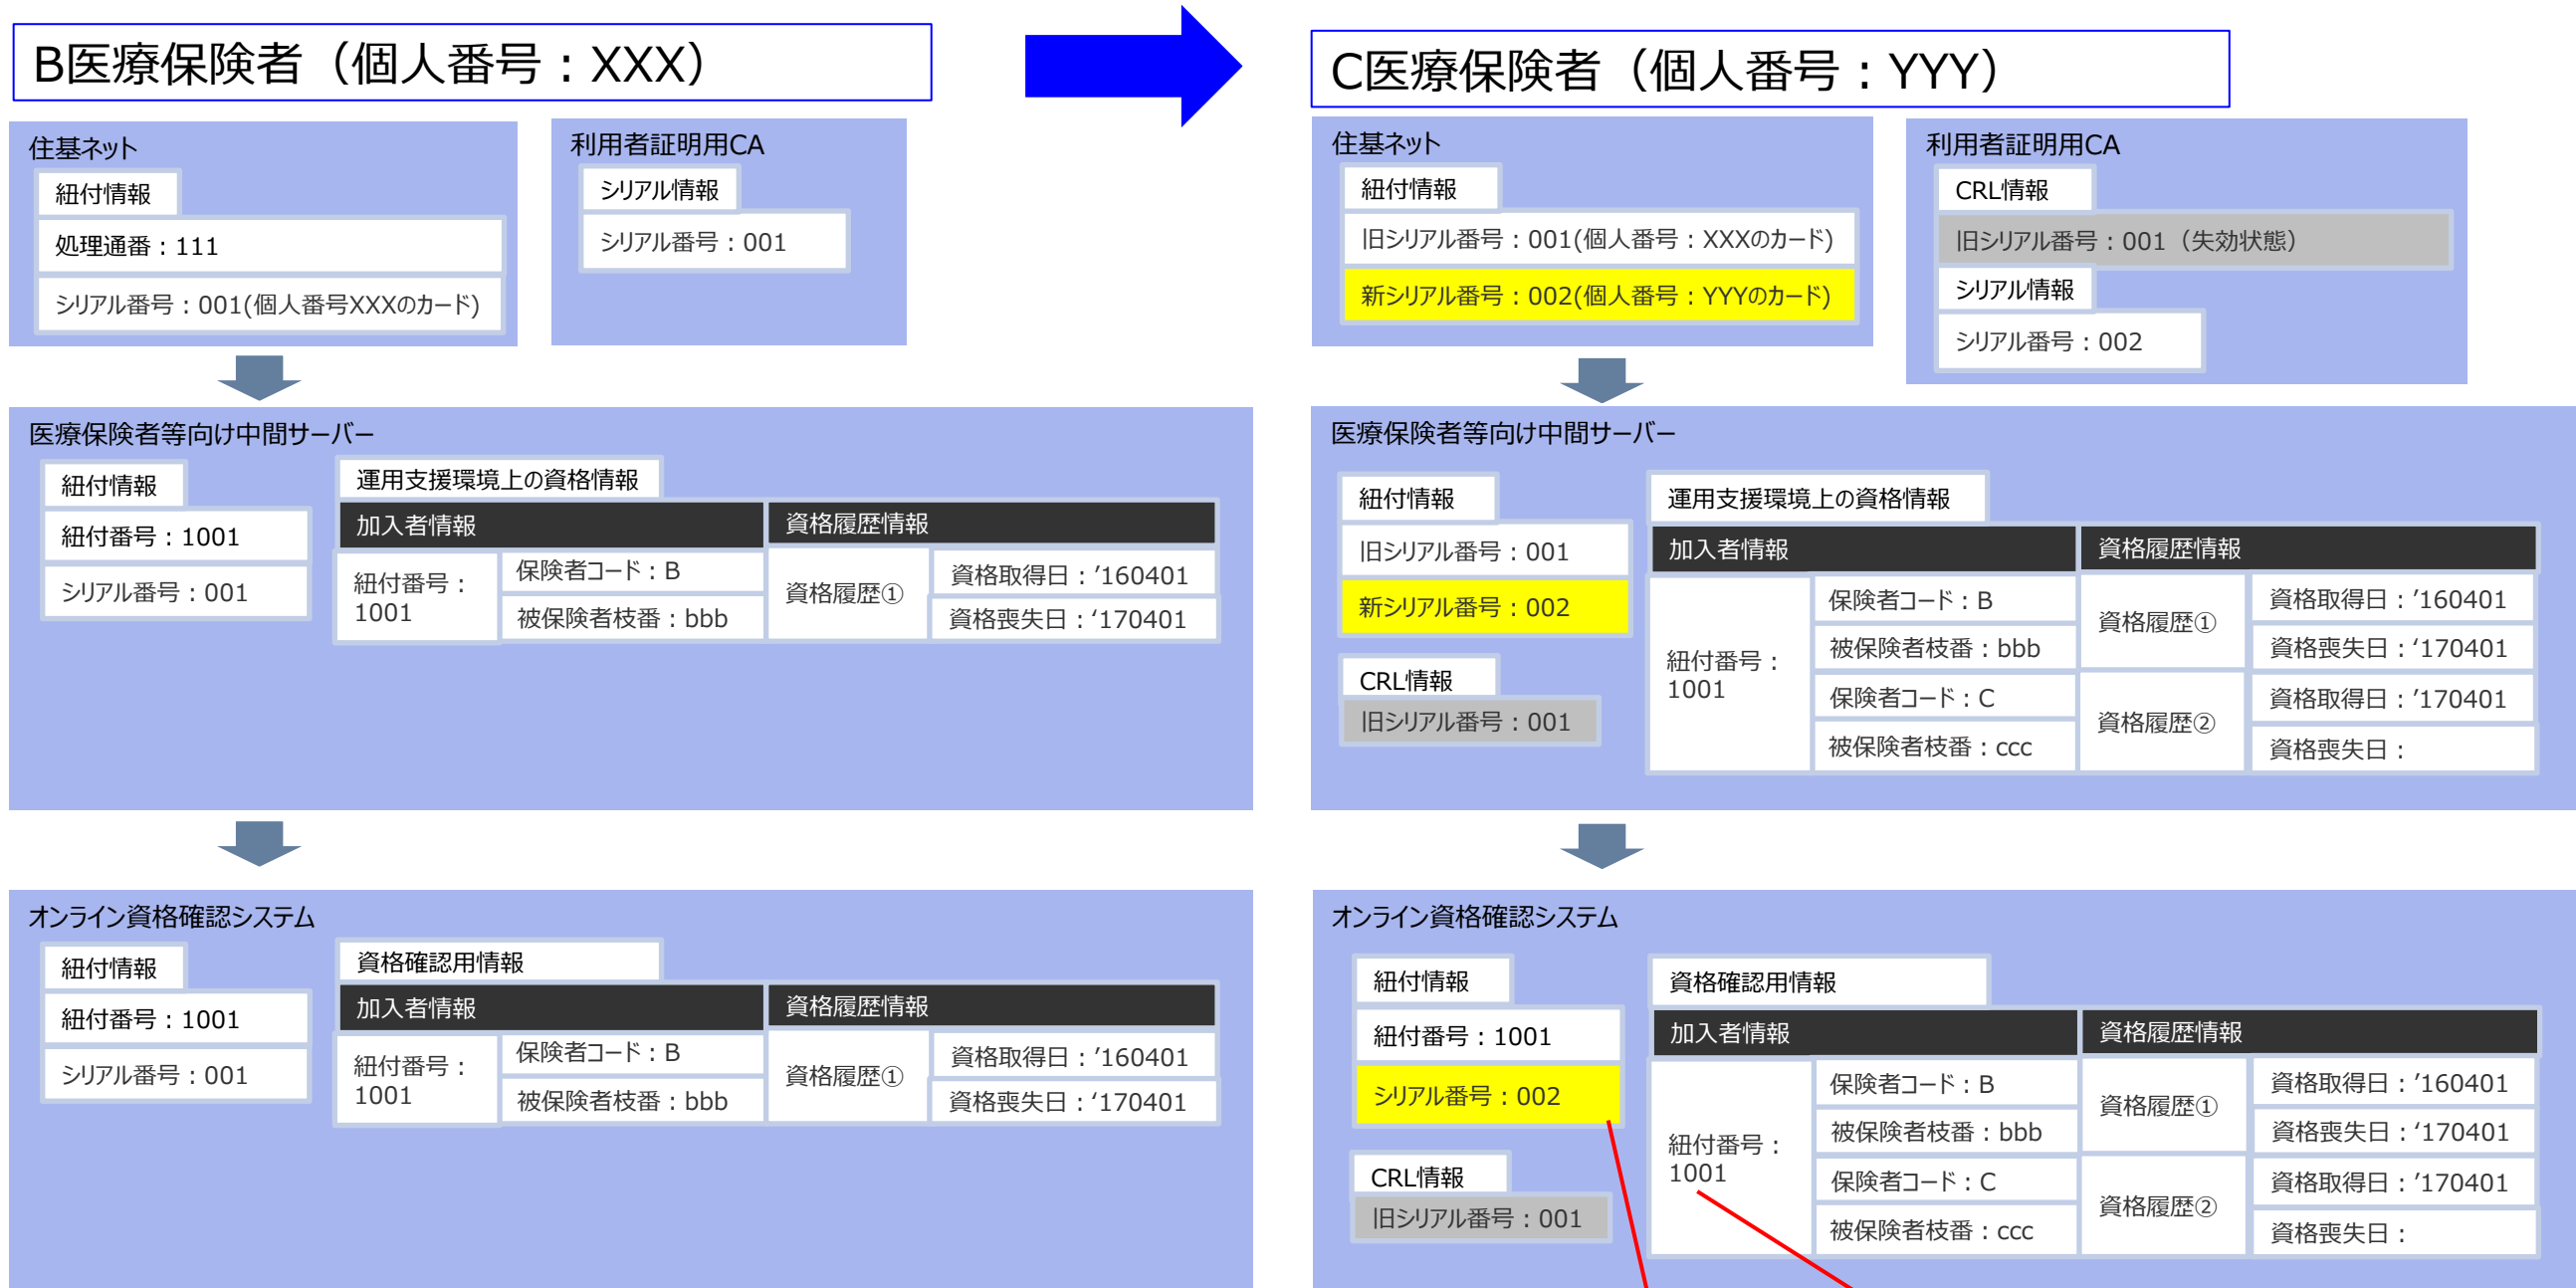 B医療保険者（個人番号：XXX）
住基ネット
紐付情報
処理通番：111
シリアル番号：001(個人番号XXXのカード)
利用者証明用CA
シリアル情報
シリアル番号：001
医療保険者等向け中間サーバー
紐付情報
紐付番号：1001
シリアル番号：001
運用支援環境上の資格情報
加入者情報
資格履歴情報
紐付番号：
1001
保険者コード：B
被保険者枝番：bbb
資格履歴①
資格取得日：’160401
資格喪失日：‘170401
オンライン資格確認システム
紐付情報
紐付番号：1001
シリアル番号：001
資格確認用情報
加入者情報
資格履歴情報
紐付番号：
1001
保険者コード：B
被保険者枝番：bbb
資格履歴①
資格取得日：’160401
資格喪失日：‘170401
C医療保険者（個人番号：YYY）
住基ネット
紐付情報
旧シリアル番号：001(個人番号：XXXのカード)
新シリアル番号：002(個人番号：YYYのカード)
利用者証明用CA
CRL情報
旧シリアル番号：001（失効状態）
シリアル情報
シリアル番号：002
医療保険者等向け中間サーバー
紐付情報
旧シリアル番号：001
新シリアル番号：002
CRL情報
旧シリアル番号：001
運用支援環境上の資格情報
加入者情報
資格履歴情報
紐付番号：
1001
保険者コード：B
被保険者枝番：bbb
資格履歴①
資格取得日：’160401
資格喪失日：‘170401
保険者コード：C
被保険者枝番：ccc
資格履歴②
資格取得日：’170401
資格喪失日：
オンライン資格確認システム
紐付情報
紐付番号：1001
シリアル番号：002
CRL情報
旧シリアル番号：001
資格確認用情報
加入者情報
資格履歴情報
紐付番号：
1001
保険者コード：B
被保険者枝番：bbb
資格履歴①
資格取得日：’160401
資格喪失日：‘170401
保険者コード：C
被保険者枝番：ccc
資格履歴②
資格取得日：’170401
資格喪失日：